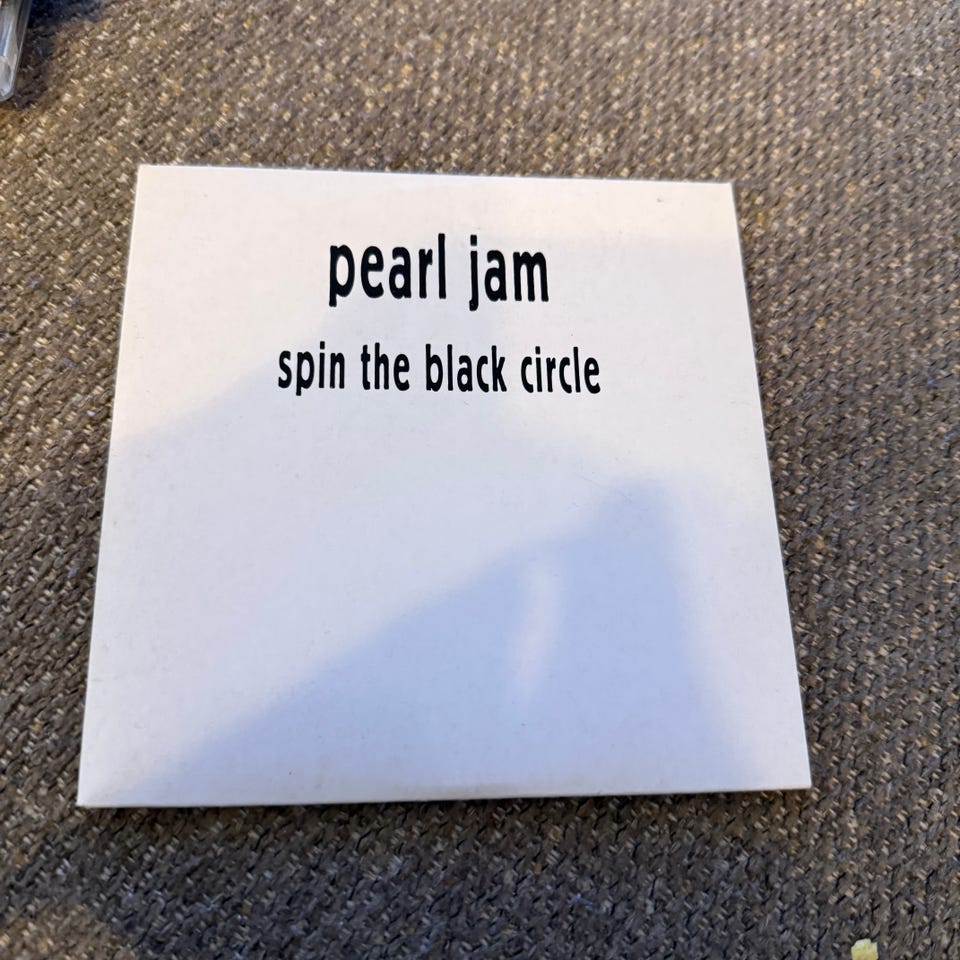 pearl jam
spin the black circle